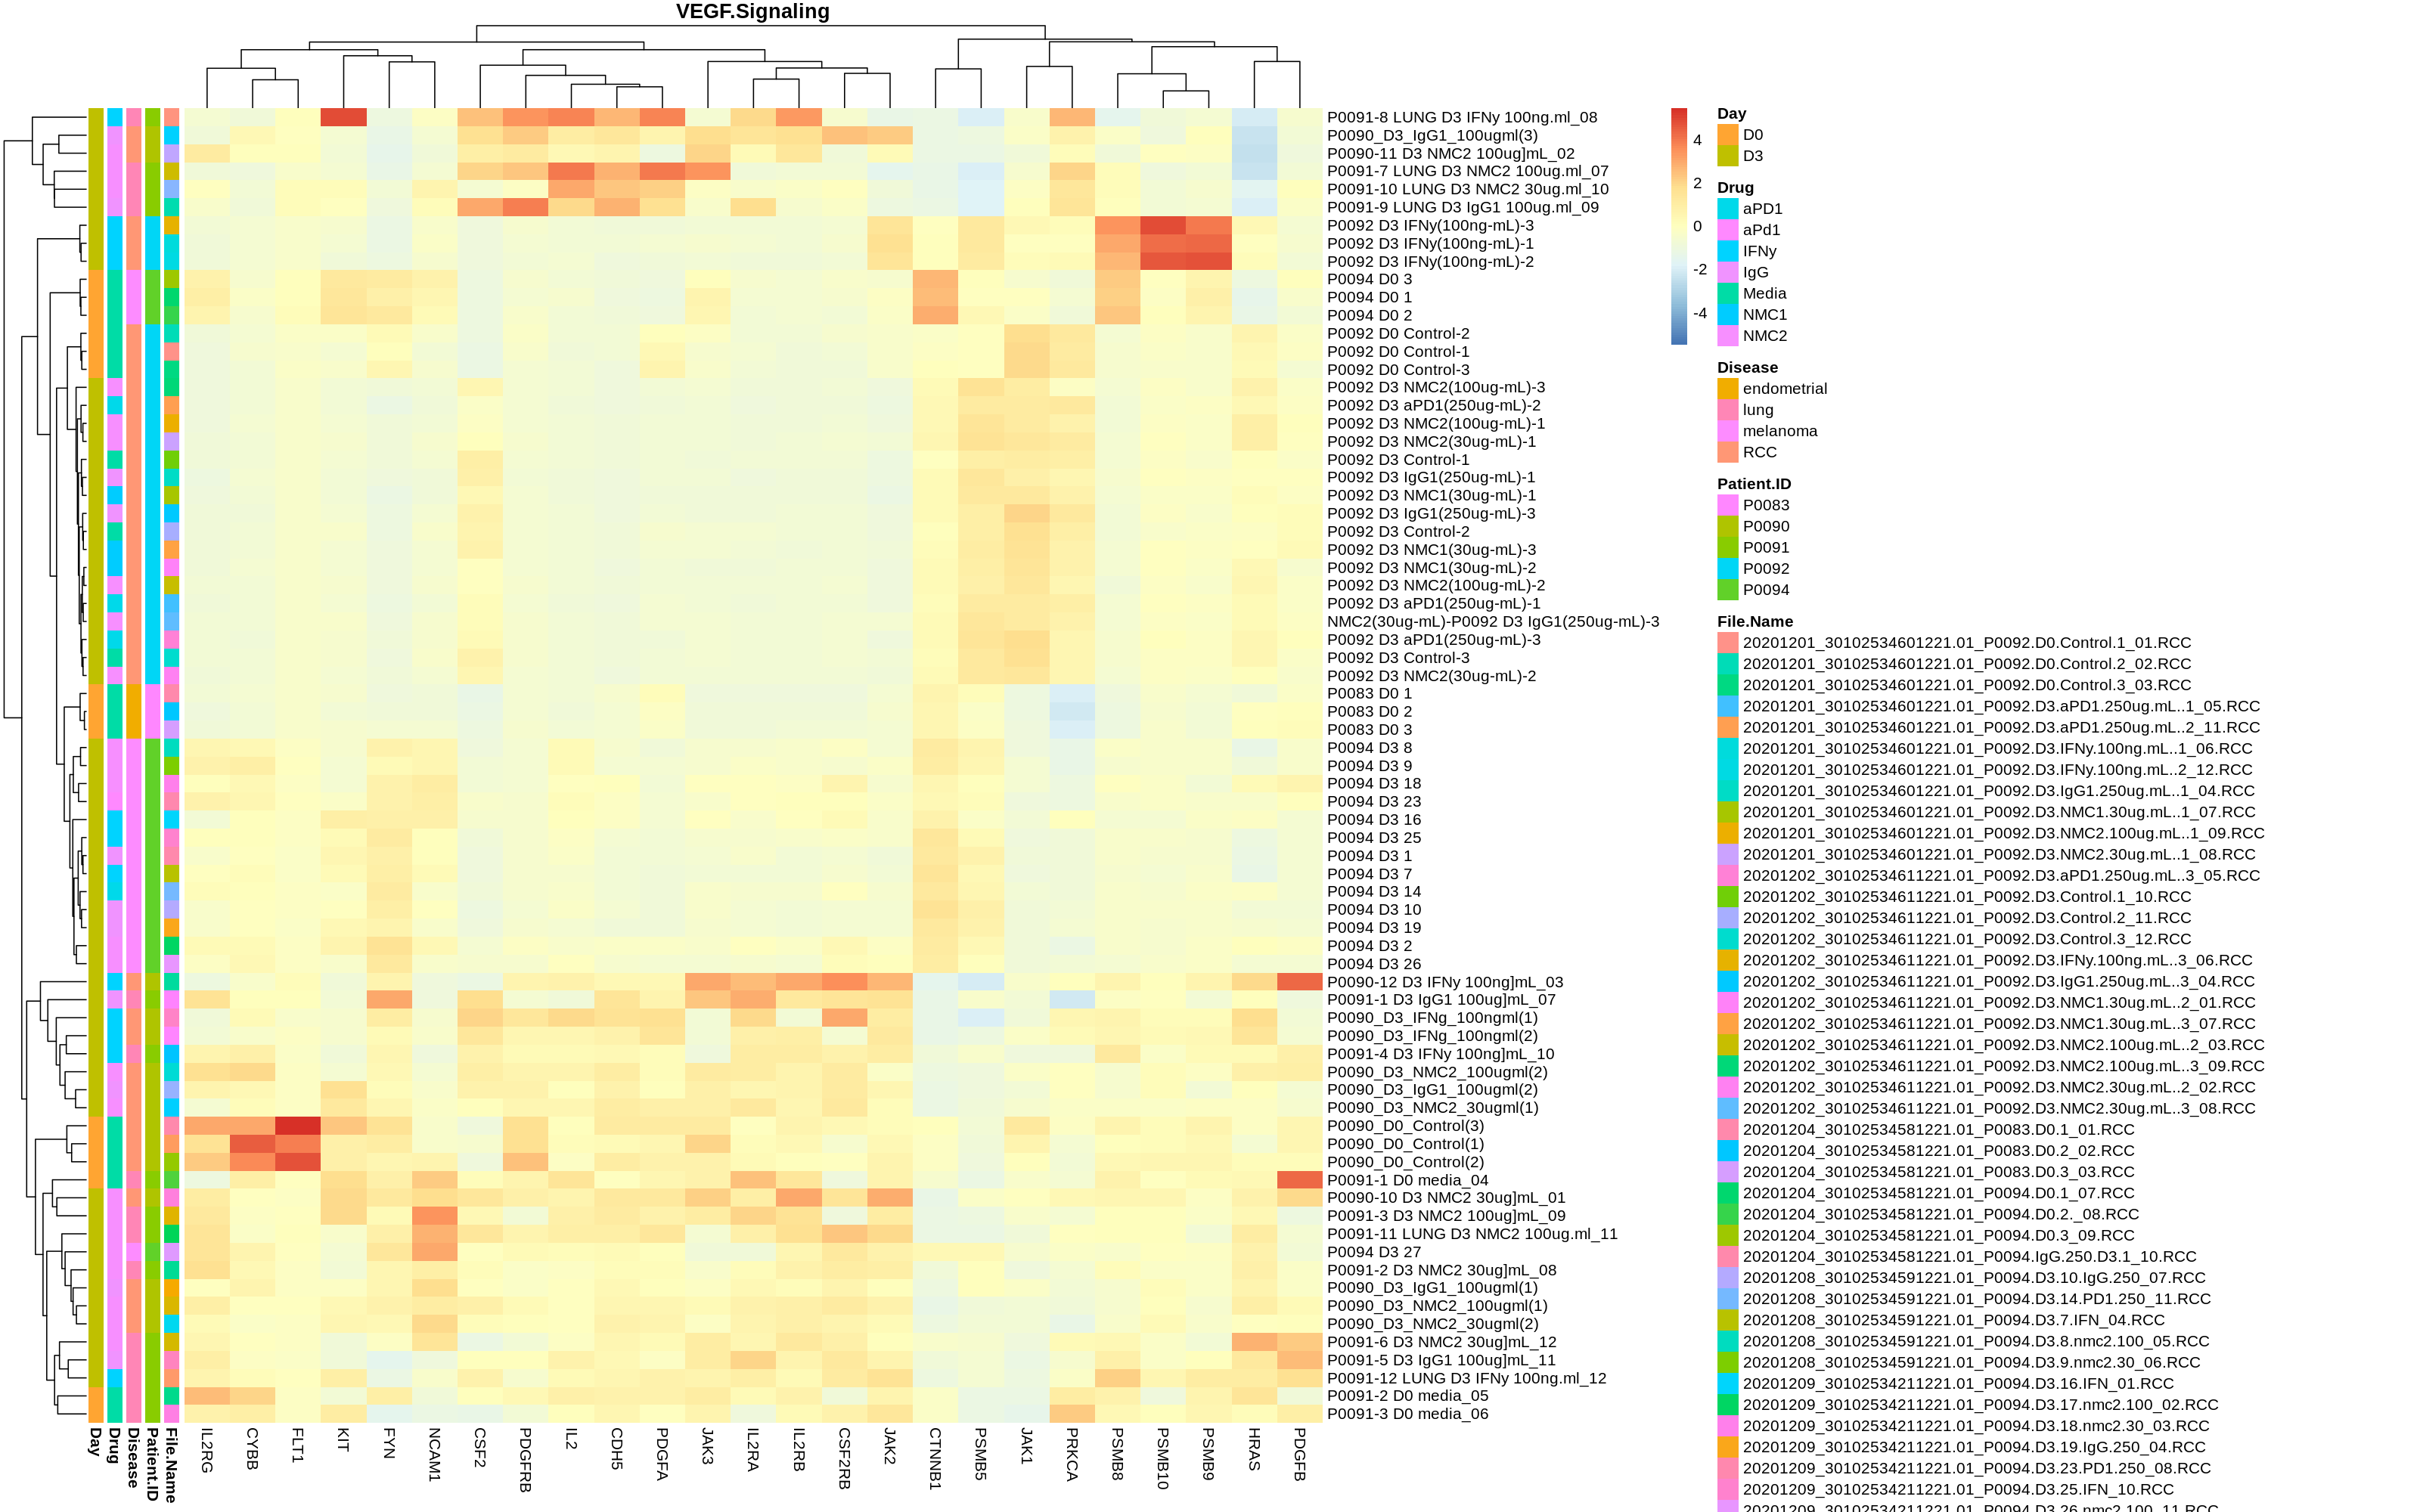 VEGF.Signaling
P0091-8 LUNG D3 IFNy 100ng.ml_08
P0090_D3_IgG1_100ugml(3)
P0090-11 D3 NMC2 100ug]mL_02
P0091-7 LUNG D3 NMC2 100ug.ml_07
P0091-10 LUNG D3 NMC2 30ug.ml_10
P0091-9 LUNG D3 IgG1 100ug.ml_09
P0092 D3 IFNy(100ng-mL)-3
P0092 D3 IFNy(100ng-mL)-1
P0092 D3 IFNy(100ng-mL)-2
P0094 D0 3
P0094 D0 1
P0094 D0 2
P0092 D0 Control-2
P0092 D0 Control-1
P0092 D0 Control-3
P0092 D3 NMC2(100ug-mL)-3
P0092 D3 aPD1(250ug-mL)-2
P0092 D3 NMC2(100ug-mL)-1
P0092 D3 NMC2(30ug-mL)-1
P0092 D3 Control-1
P0092 D3 IgG1(250ug-mL)-1
P0092 D3 NMC1(30ug-mL)-1
P0092 D3 IgG1(250ug-mL)-3
P0092 D3 Control-2
P0092 D3 NMC1(30ug-mL)-3
P0092 D3 NMC1(30ug-mL)-2
P0092 D3 NMC2(100ug-mL)-2
P0092 D3 aPD1(250ug-mL)-1
NMC2(30ug-mL)-P0092 D3 IgG1(250ug-mL)-3
P0092 D3 aPD1(250ug-mL)-3
P0092 D3 Control-3
P0092 D3 NMC2(30ug-mL)-2
P0083 D0 1
P0083 D0 2
P0083 D0 3
P0094 D3 8
P0094 D3 9
P0094 D3 18
P0094 D3 23
P0094 D3 16
P0094 D3 25
P0094 D3 1
P0094 D3 7
P0094 D3 14
P0094 D3 10
P0094 D3 19
P0094 D3 2
P0094 D3 26
P0090-12 D3 IFNy 100ng]mL_03
P0091-1 D3 IgG1 100ug]mL_07
P0090_D3_IFNg_100ngml(1)
P0090_D3_IFNg_100ngml(2)
P0091-4 D3 IFNy 100ng]mL_10
P0090_D3_NMC2_100ugml(2)
P0090_D3_IgG1_100ugml(2)
P0090_D3_NMC2_30ugml(1)
P0090_D0_Control(3)
P0090_D0_Control(1)
P0090_D0_Control(2)
P0091-1 D0 media_04
P0090-10 D3 NMC2 30ug]mL_01
P0091-3 D3 NMC2 100ug]mL_09
P0091-11 LUNG D3 NMC2 100ug.ml_11
P0094 D3 27
P0091-2 D3 NMC2 30ug]mL_08
P0090_D3_IgG1_100ugml(1)
P0090_D3_NMC2_100ugml(1)
P0090_D3_NMC2_30ugml(2)
P0091-6 D3 NMC2 30ug]mL_12
P0091-5 D3 IgG1 100ug]mL_11
P0091-12 LUNG D3 IFNy 100ng.ml_12
P0091-2 D0 media_05
P0091-3 D0 media_06
Day
Drug
Disease
Patient.ID
File.Name
IL2RG
CYBB
FLT1
KIT
FYN
NCAM1
CSF2
PDGFRB
IL2
CDH5
PDGFA
JAK3
IL2RA
IL2RB
CSF2RB
JAK2
CTNNB1
PSMB5
JAK1
PRKCA
PSMB8
PSMB10
PSMB9
HRAS
PDGFB
4
2
0
-2
-4
Day
D0
D3
Drug
aPD1
aPd1
IFNy
IgG
Media
NMC1
NMC2
Disease
endometrial
lung
melanoma
RCC
Patient.ID
P0083
P0090
P0091
P0092
P0094
File.Name
20201201_30102534601221.01_P0092.D0.Control.1_01.RCC
20201201_30102534601221.01_P0092.D0.Control.2_02.RCC
20201201_30102534601221.01_P0092.D0.Control.3_03.RCC
20201201_30102534601221.01_P0092.D3.aPD1.250ug.mL..1_05.RCC
20201201_30102534601221.01_P0092.D3.aPD1.250ug.mL..2_11.RCC
20201201_30102534601221.01_P0092.D3.IFNy.100ng.mL..1_06.RCC
20201201_30102534601221.01_P0092.D3.IFNy.100ng.mL..2_12.RCC
20201201_30102534601221.01_P0092.D3.IgG1.250ug.mL..1_04.RCC
20201201_30102534601221.01_P0092.D3.NMC1.30ug.mL..1_07.RCC
20201201_30102534601221.01_P0092.D3.NMC2.100ug.mL..1_09.RCC
20201201_30102534601221.01_P0092.D3.NMC2.30ug.mL..1_08.RCC
20201202_30102534611221.01_P0092.D3.aPD1.250ug.mL..3_05.RCC
20201202_30102534611221.01_P0092.D3.Control.1_10.RCC
20201202_30102534611221.01_P0092.D3.Control.2_11.RCC
20201202_30102534611221.01_P0092.D3.Control.3_12.RCC
20201202_30102534611221.01_P0092.D3.IFNy.100ng.mL..3_06.RCC
20201202_30102534611221.01_P0092.D3.IgG1.250ug.mL..3_04.RCC
20201202_30102534611221.01_P0092.D3.NMC1.30ug.mL..2_01.RCC
20201202_30102534611221.01_P0092.D3.NMC1.30ug.mL..3_07.RCC
20201202_30102534611221.01_P0092.D3.NMC2.100ug.mL..2_03.RCC
20201202_30102534611221.01_P0092.D3.NMC2.100ug.mL..3_09.RCC
20201202_30102534611221.01_P0092.D3.NMC2.30ug.mL..2_02.RCC
20201202_30102534611221.01_P0092.D3.NMC2.30ug.mL..3_08.RCC
20201204_30102534581221.01_P0083.D0.1_01.RCC
20201204_30102534581221.01_P0083.D0.2_02.RCC
20201204_30102534581221.01_P0083.D0.3_03.RCC
20201204_30102534581221.01_P0094.D0.1_07.RCC
20201204_30102534581221.01_P0094.D0.2._08.RCC
20201204_30102534581221.01_P0094.D0.3_09.RCC
20201204_30102534581221.01_P0094.IgG.250.D3.1_10.RCC
20201208_30102534591221.01_P0094.D3.10.IgG.250_07.RCC
20201208_30102534591221.01_P0094.D3.14.PD1.250_11.RCC
20201208_30102534591221.01_P0094.D3.7.IFN_04.RCC
20201208_30102534591221.01_P0094.D3.8.nmc2.100_05.RCC
20201208_30102534591221.01_P0094.D3.9.nmc2.30_06.RCC
20201209_30102534211221.01_P0094.D3.16.IFN_01.RCC
20201209_30102534211221.01_P0094.D3.17.nmc2.100_02.RCC
20201209_30102534211221.01_P0094.D3.18.nmc2.30_03.RCC
20201209_30102534211221.01_P0094.D3.19.IgG.250_04.RCC
20201209_30102534211221.01_P0094.D3.23.PD1.250_08.RCC
20201209_30102534211221.01_P0094.D3.25.IFN_10.RCC
20201209_30102534211221.01_P0094.D3.26.nmc2.100_11.RCC